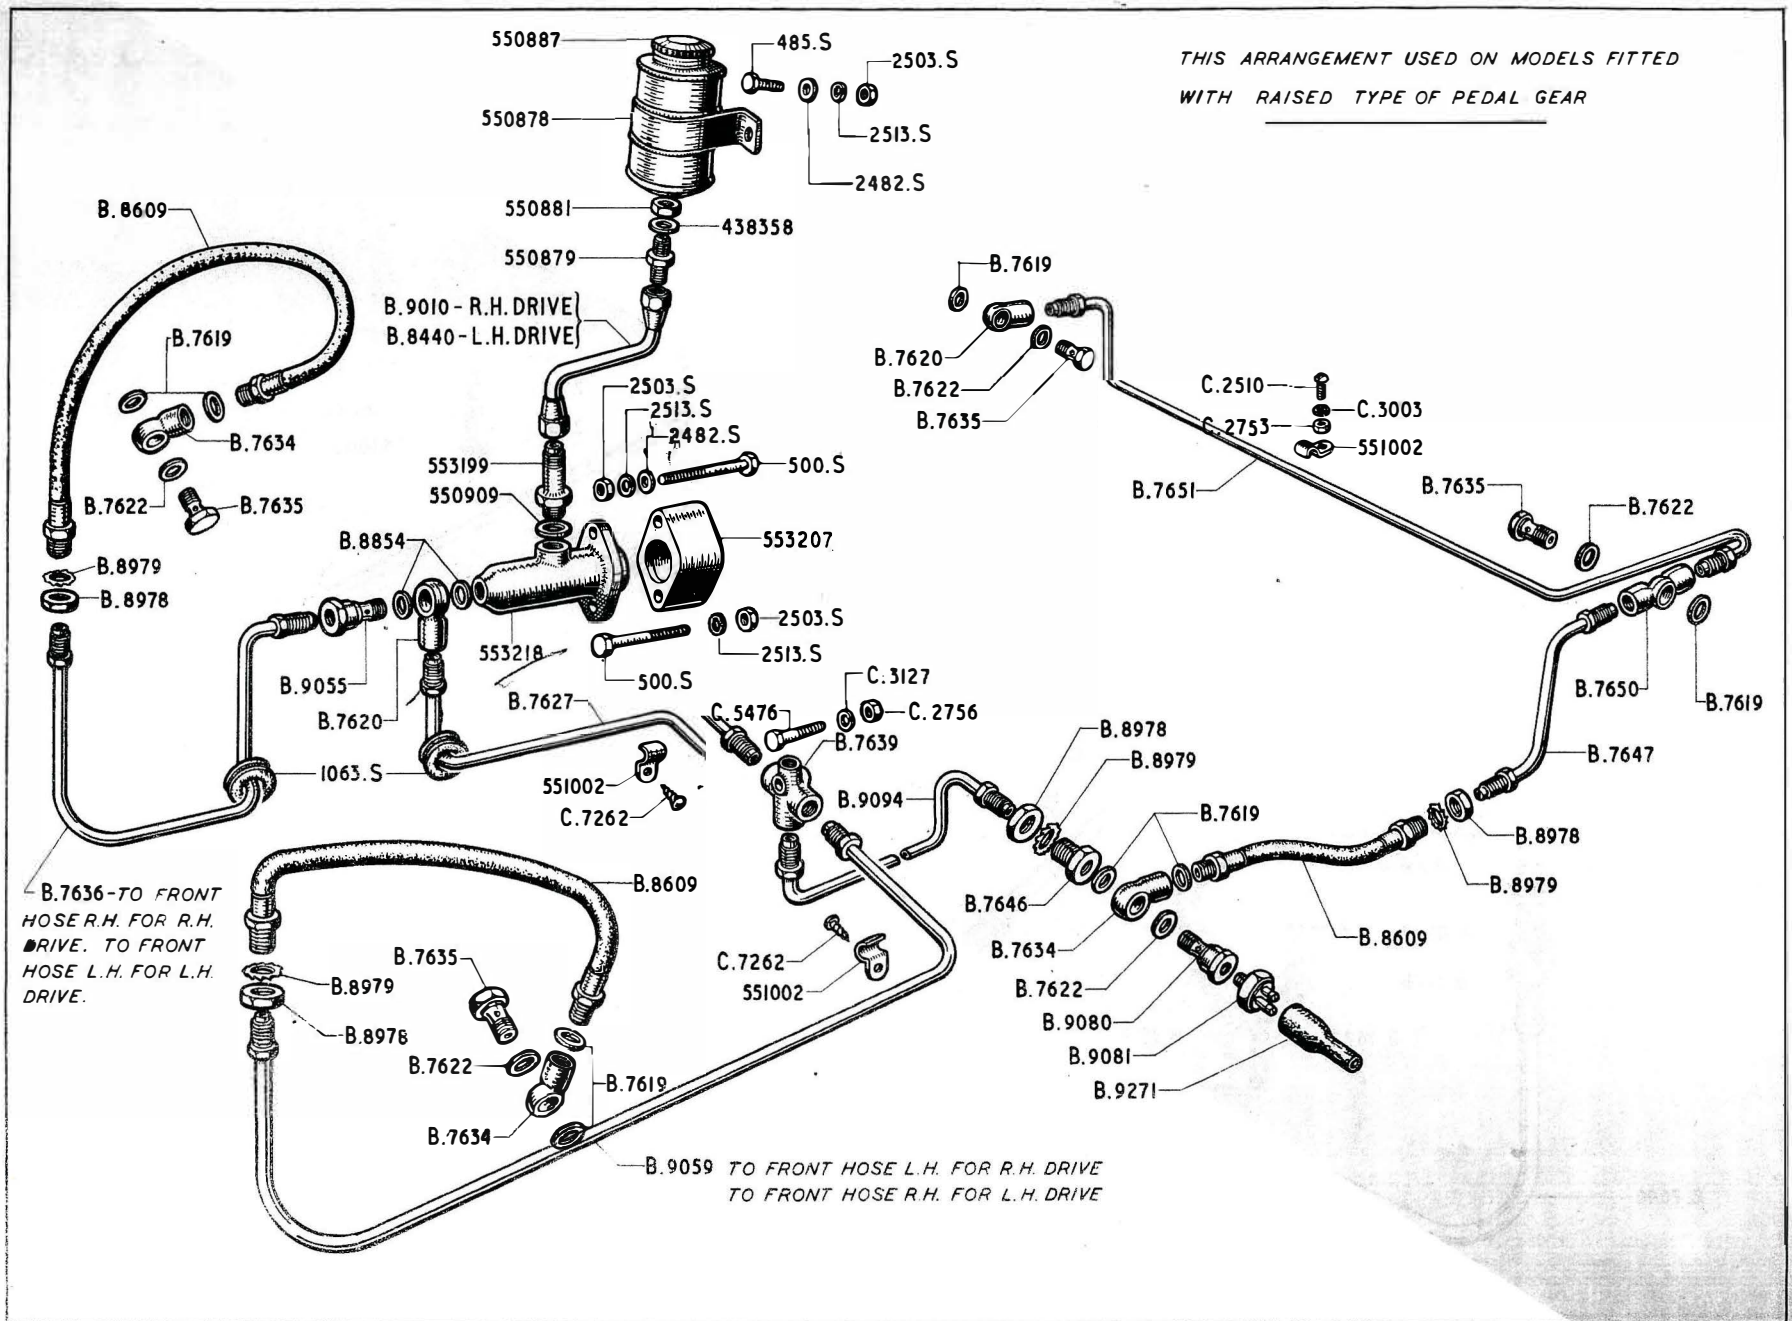 THIS ARRANGEMENT USED ON MODELS FITTED
WITH RAISED TYPE OF PEDAL GEAR
550887
485.S
2503.S
550878
2513.S
2482.S
550881
438358
550879
B.8609
B.9010 - R.H. DRIVE
B.8440 - L.H. DRIVE
B.7619
B.7634
B.7622
B.7635
2503.S
2513.S
2482.S
500.S
553199
550909
B.8854
553207
B.8979
B.8978
2503.S
2513.S
553218
500.S
B.9055
B.7620
B.7627
1063.S
551002
C.7262
C.3127
C.5476
C.2756
B.7639
B.7619
B.7620
B.7622
B.7635
C.2510
C.3003
C.2753
551002
B.7651
B.7635
B.7622
B.7650
B.7619
B.7647
B.8978
B.8979
B.9094
B.7619
B.8978
B.8979
B.7646
B.7634
B.8609
B.7622
B.9080
B.9081
B.9271
C.7262
551002
B.7636-TO FRONT
HOSE R.H. FOR R.H.
DRIVE. TO FRONT
HOSE L.H. FOR L.H.
DRIVE.
B.8609
B.7635
B.8979
B.8978
B.7622
B.7619
B.7634
B.9059 TO FRONT HOSE L.H. FOR R.H. DRIVE
TO FRONT HOSE R.H. FOR L.H. DRIVE